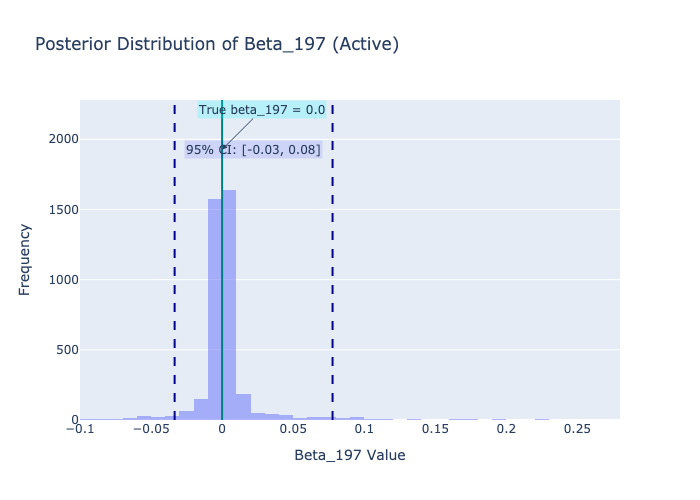 Posterior Distribution of Beta_197 (Active)
True beta_197 = 0.0
95% CI: [-0.03, 0.08]
2000
1500
1000
500
0
Frequency
−0.1
−0.05
0
0.05
0.1
0.15
0.2
0.25
Beta_197 Value